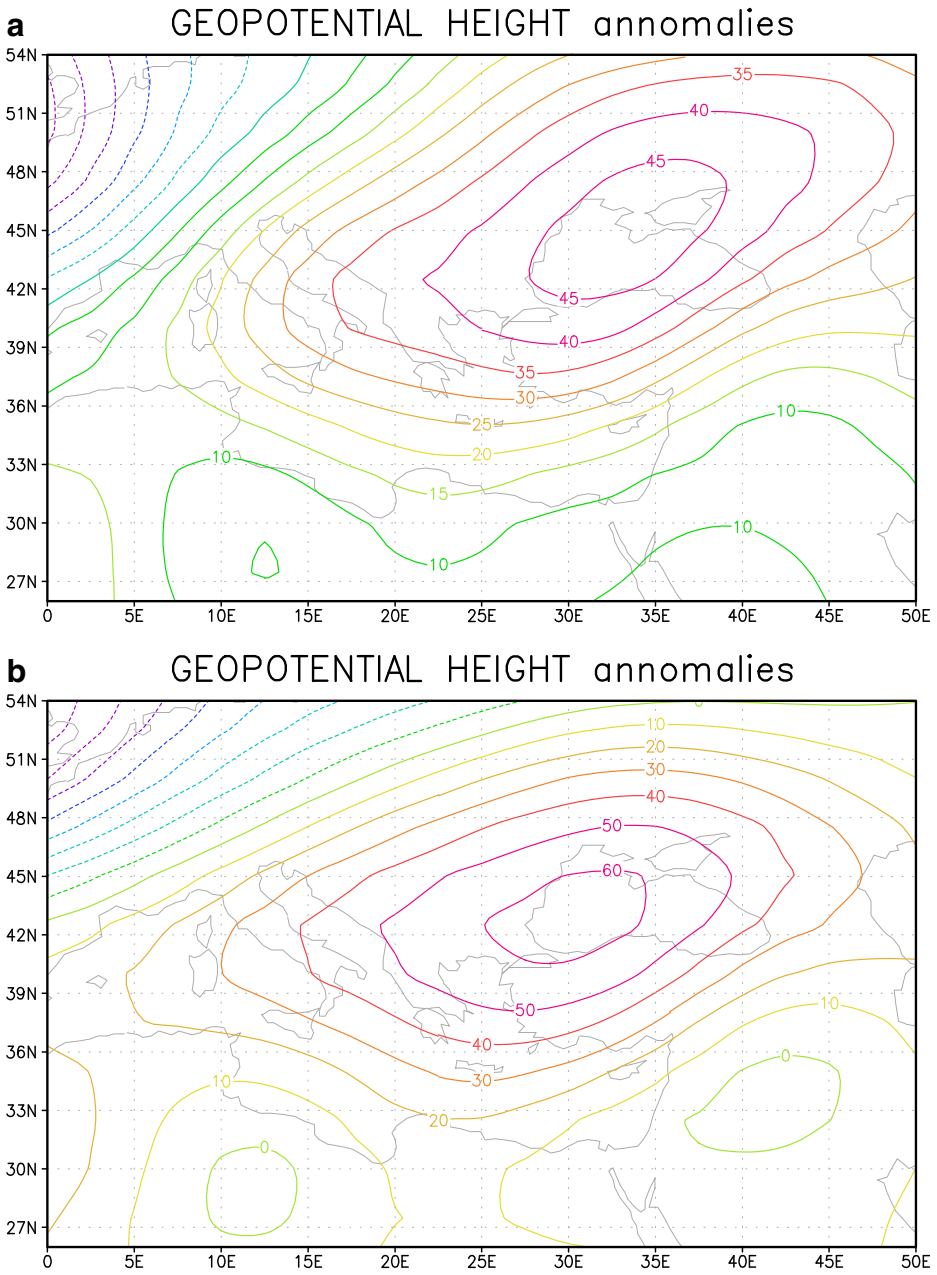 a
GEOPOTENTIAL HEIGHT annomalies
54N
35
51N
40
48N
45
45N
42N
45
39N
40
35
30
36N
10
25
20
33N
10
15
30N
10
10
27N
0 5E 10E 15E 20E 25E 30E 35E 40E 45E 50E
b
GEOPOTENTIAL HEIGHT annomalies
54N
0
10
20
51N
30
40
48N
50
60
45N
42N
39N
10
50
40
36N
0
30
10
33N
20
0
30N
27N
0 5E 10E 15E 20E 25E 30E 35E 40E 45E 50E